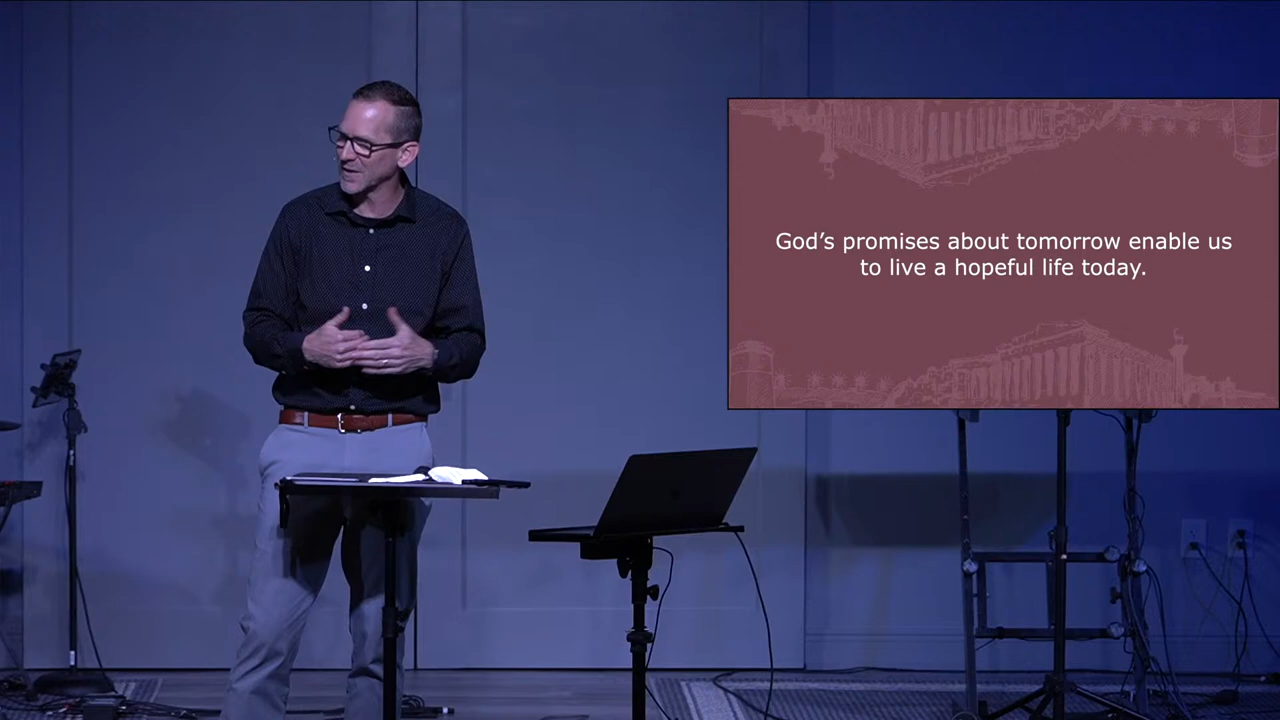 God’s promises about tomorrow enable us
to live a hopeful life today.